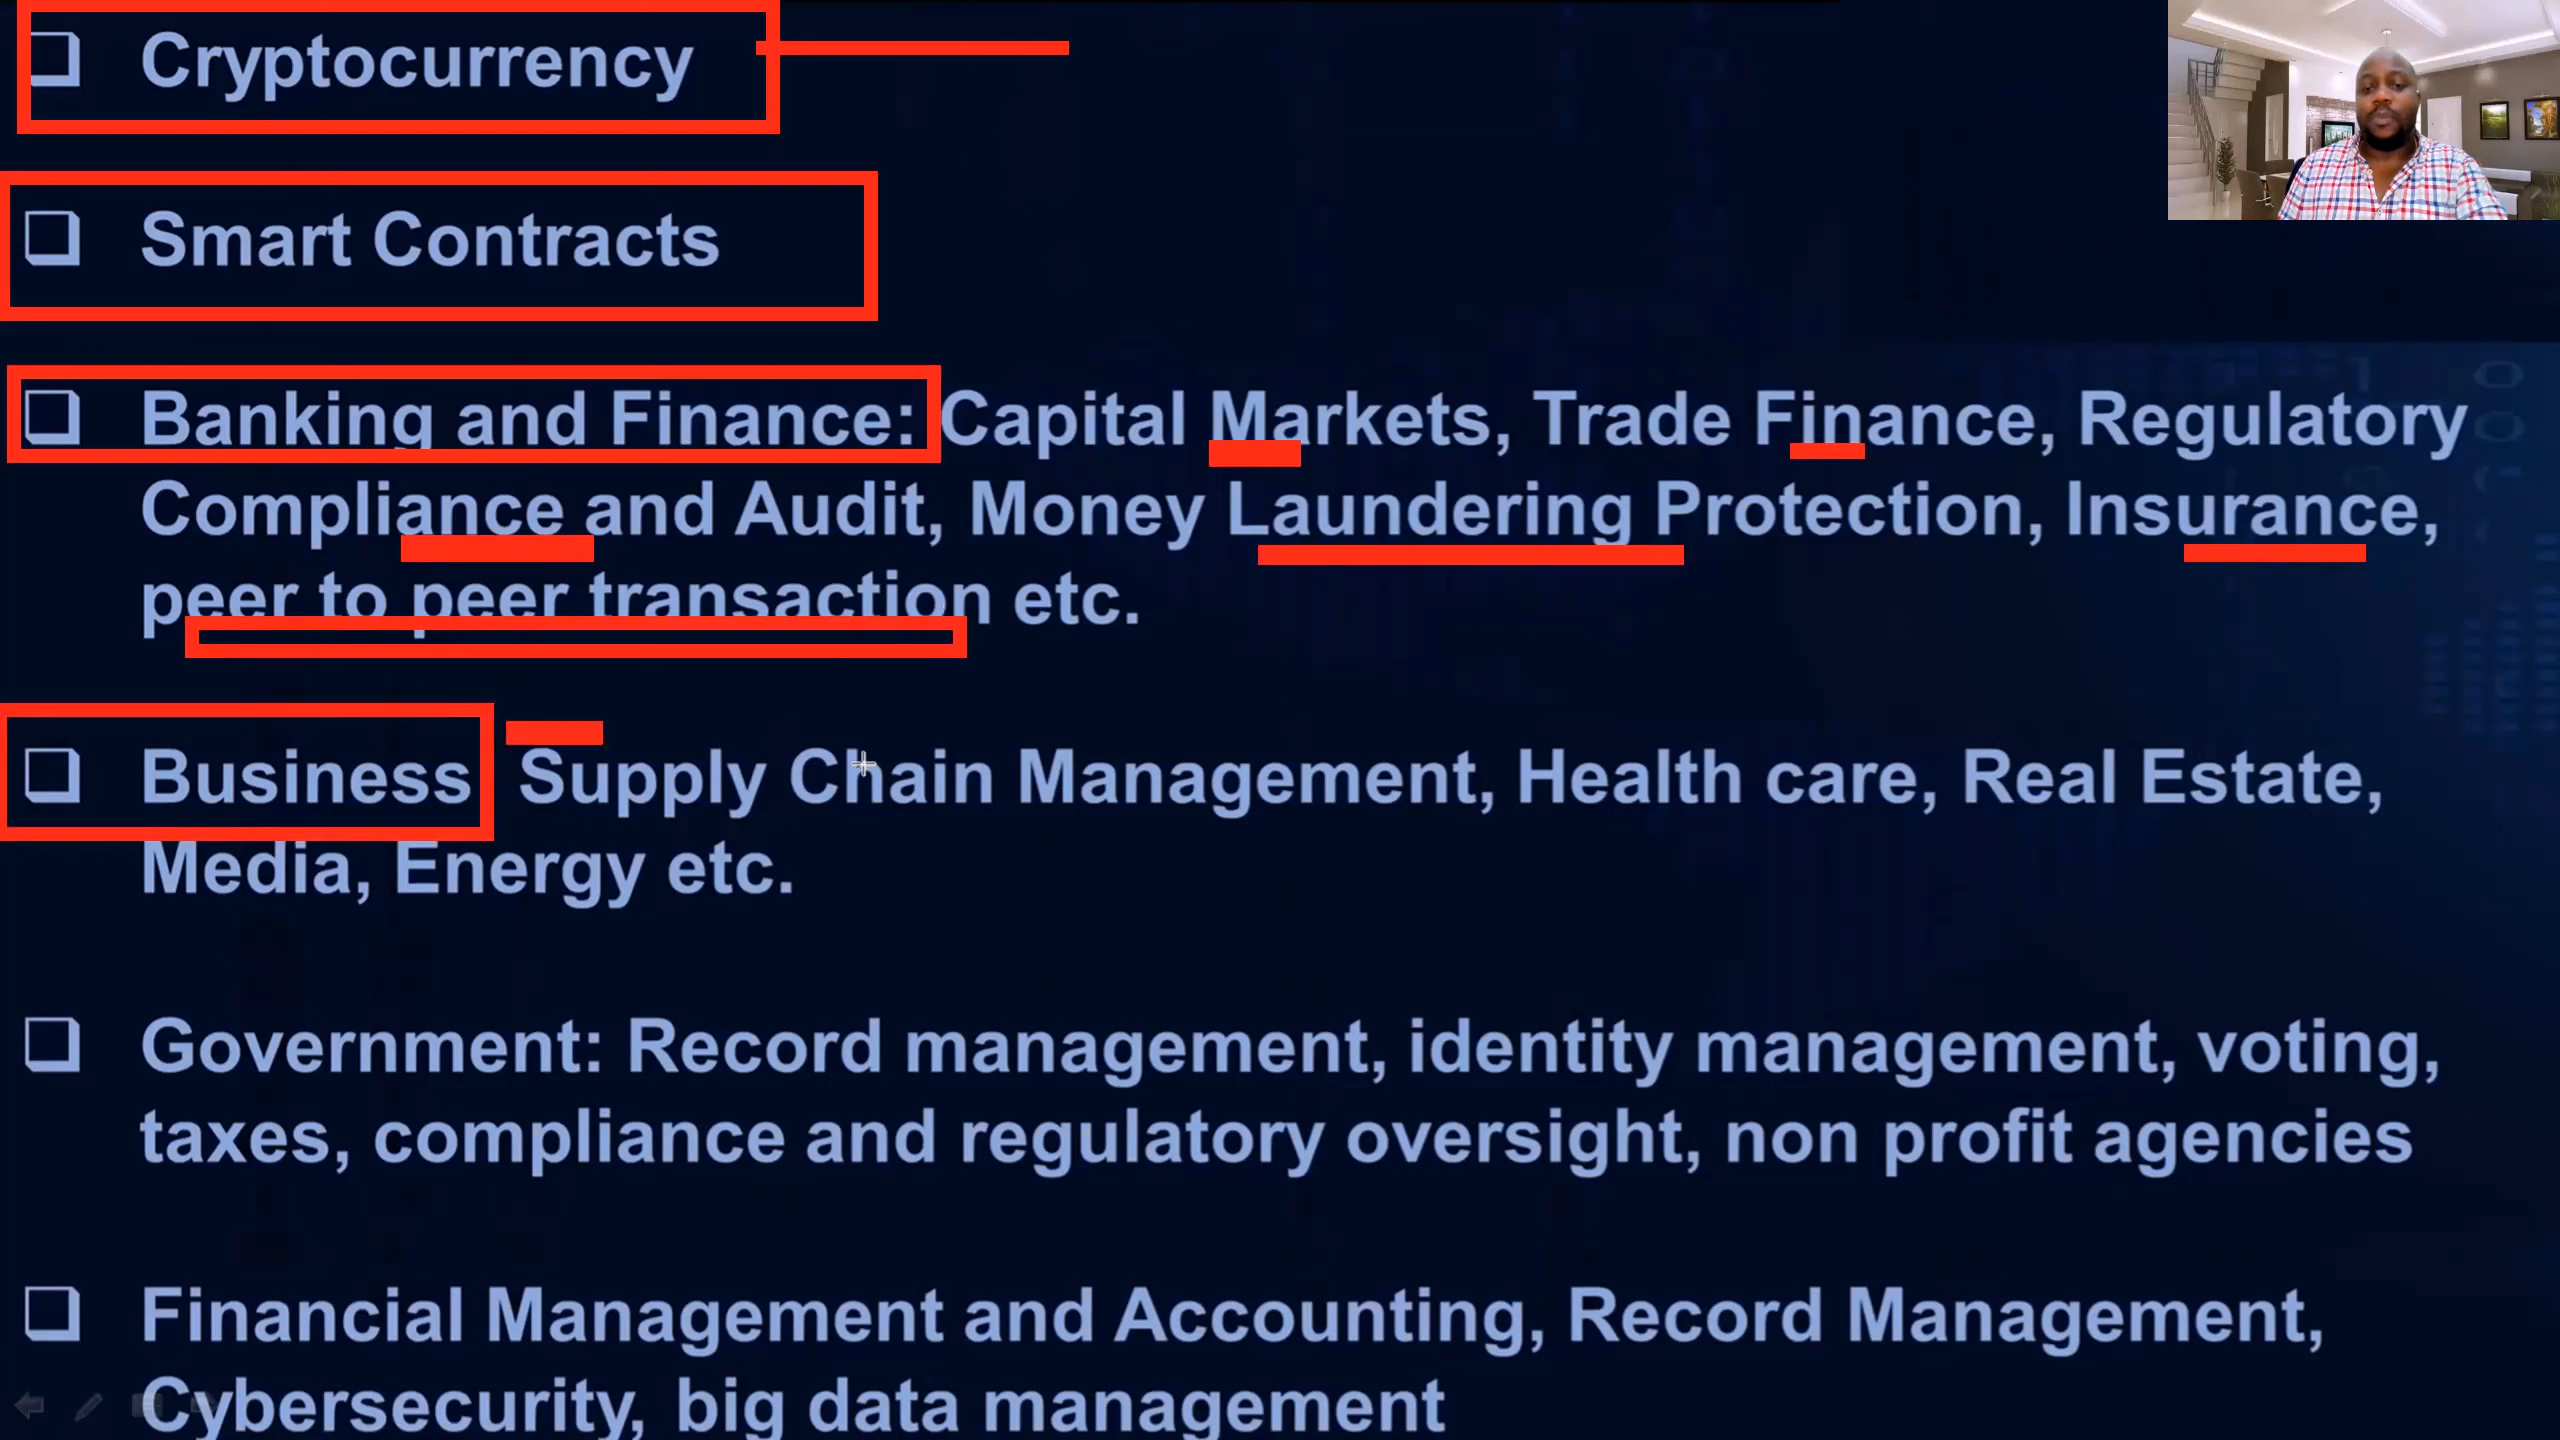 Cryptocurrency
Smart Contracts
Banking and Finance: Capital Markets, Trade Finance, Regulatory
Compliance and Audit, Money Laundering Protection, Insurance,
peer to peer transaction etc.
Business Supply Chain Management, Health care, Real Estate,
Media, Energy etc.
Government: Record management, identity management, voting,
taxes, compliance and regulatory oversight, non profit agencies
Financial Management and Accounting, Record Management,
Cybersecurity, big data management